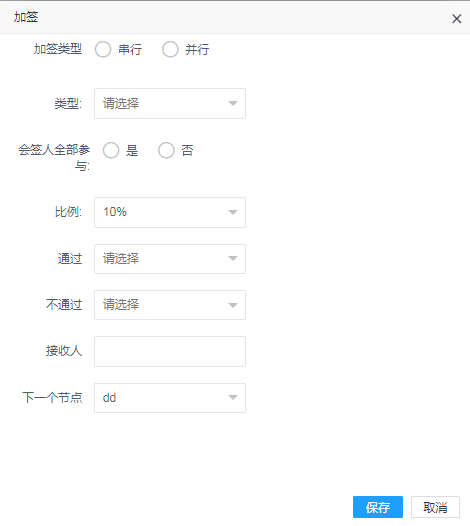 加签
加签类型 串行 并行
类型: 请选择
会签人全部参
与: 是 否
比例: 10%
通过 请选择
不通过 请选择
接收人
下一个节点 dd
保存 取消